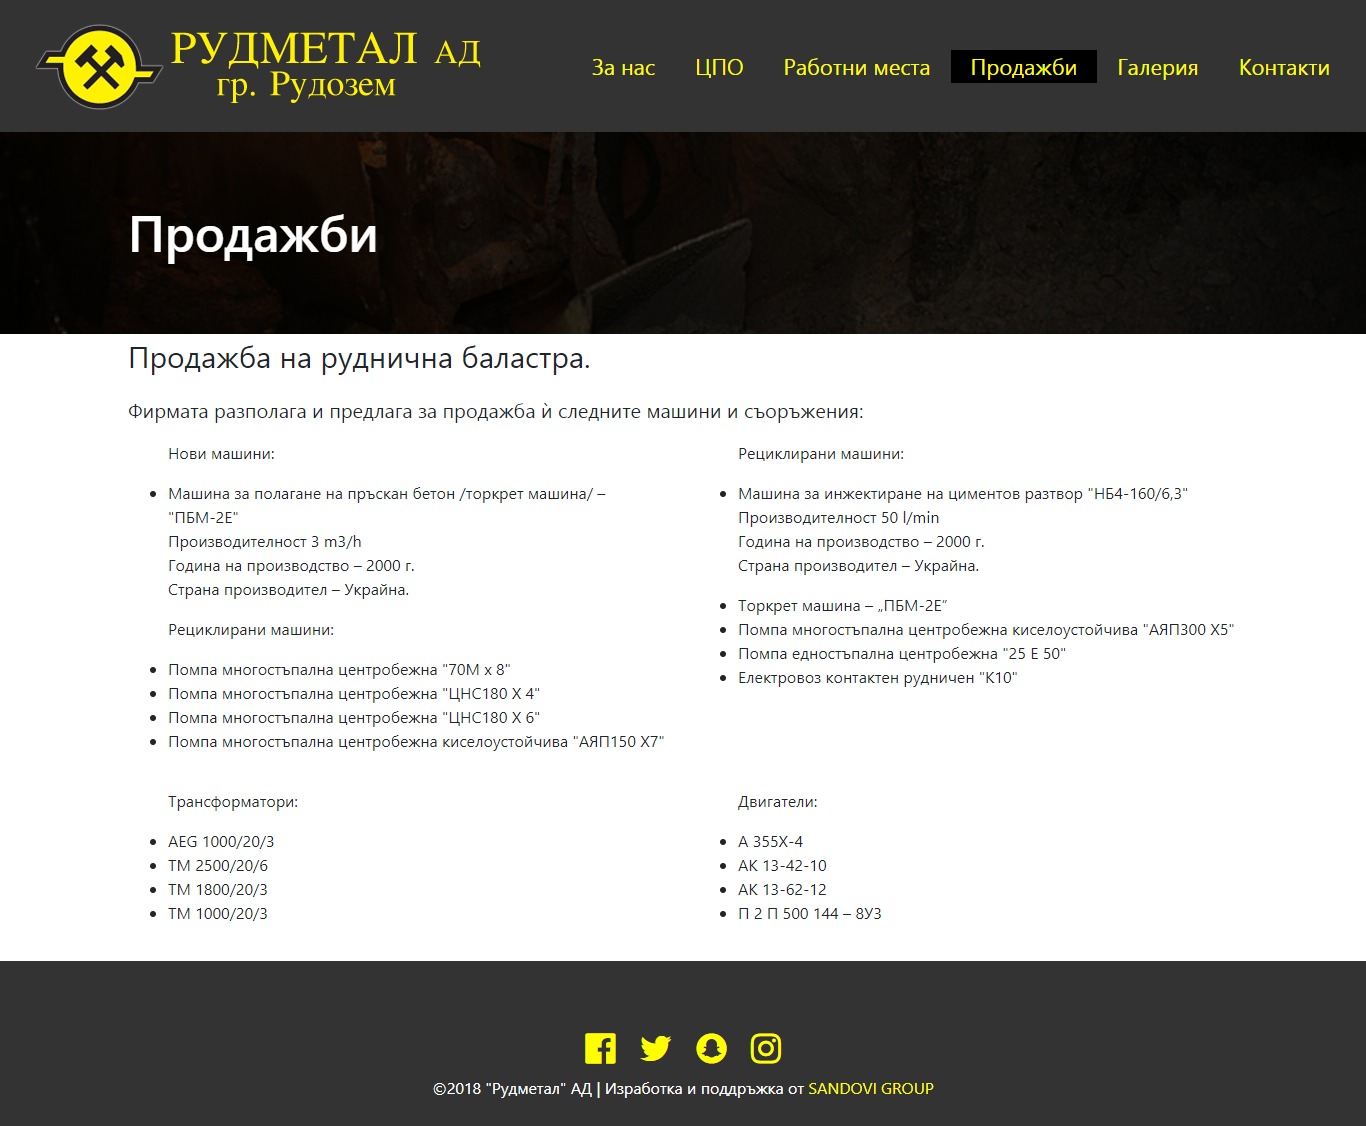 РУДМЕТАЛ АД
гр. Рудозем
За нас
ЦПО
Работни места
Продажби
Галерия
Контакти
Продажби
Продажба на руднична баластра.
Фирмата разполага и предлага за продажба ѝ следните машини и съоръжения:
Нови машини:
Машина за полагане на пръскан бетон /торкрет машина/ –
"ПБМ-2Е"
Производителност 3 m3/h
Година на производство – 2000 г.
Страна производител – Украйна.
Рециклирани машини:
Помпа многостъпална центробежна "70М х 8"
Помпа многостъпална центробежна "ЦНС180 Х 4"
Помпа многостъпална центробежна "ЦНС180 Х 6"
Помпа многостъпална центробежна киселоустойчива "АЯП150 Х7"
Рециклирани машини:
Машина за инжектиране на циментов разтвор "НБ4-160/6,3"
Производителност 50 l/min
Година на производство – 2000 г.
Страна производител – Украйна.
Торкрет машина – „ПБМ-2Е“
Помпа многостъпална центробежна киселоустойчива "АЯП300 Х5"
Помпа едностъпална центробежна "25 Е 50"
Електровоз контактен рудничен "К10"
Трансформатори:
AEG 1000/20/3
ТМ 2500/20/6
ТМ 1800/20/3
ТМ 1000/20/3
Двигатели:
А 355Х-4
АК 13-42-10
АК 13-62-12
П 2 П 500 144 – 8У3
©2018 "Рудметал" АД | Изработка и поддръжка от SANDOVI GROUP